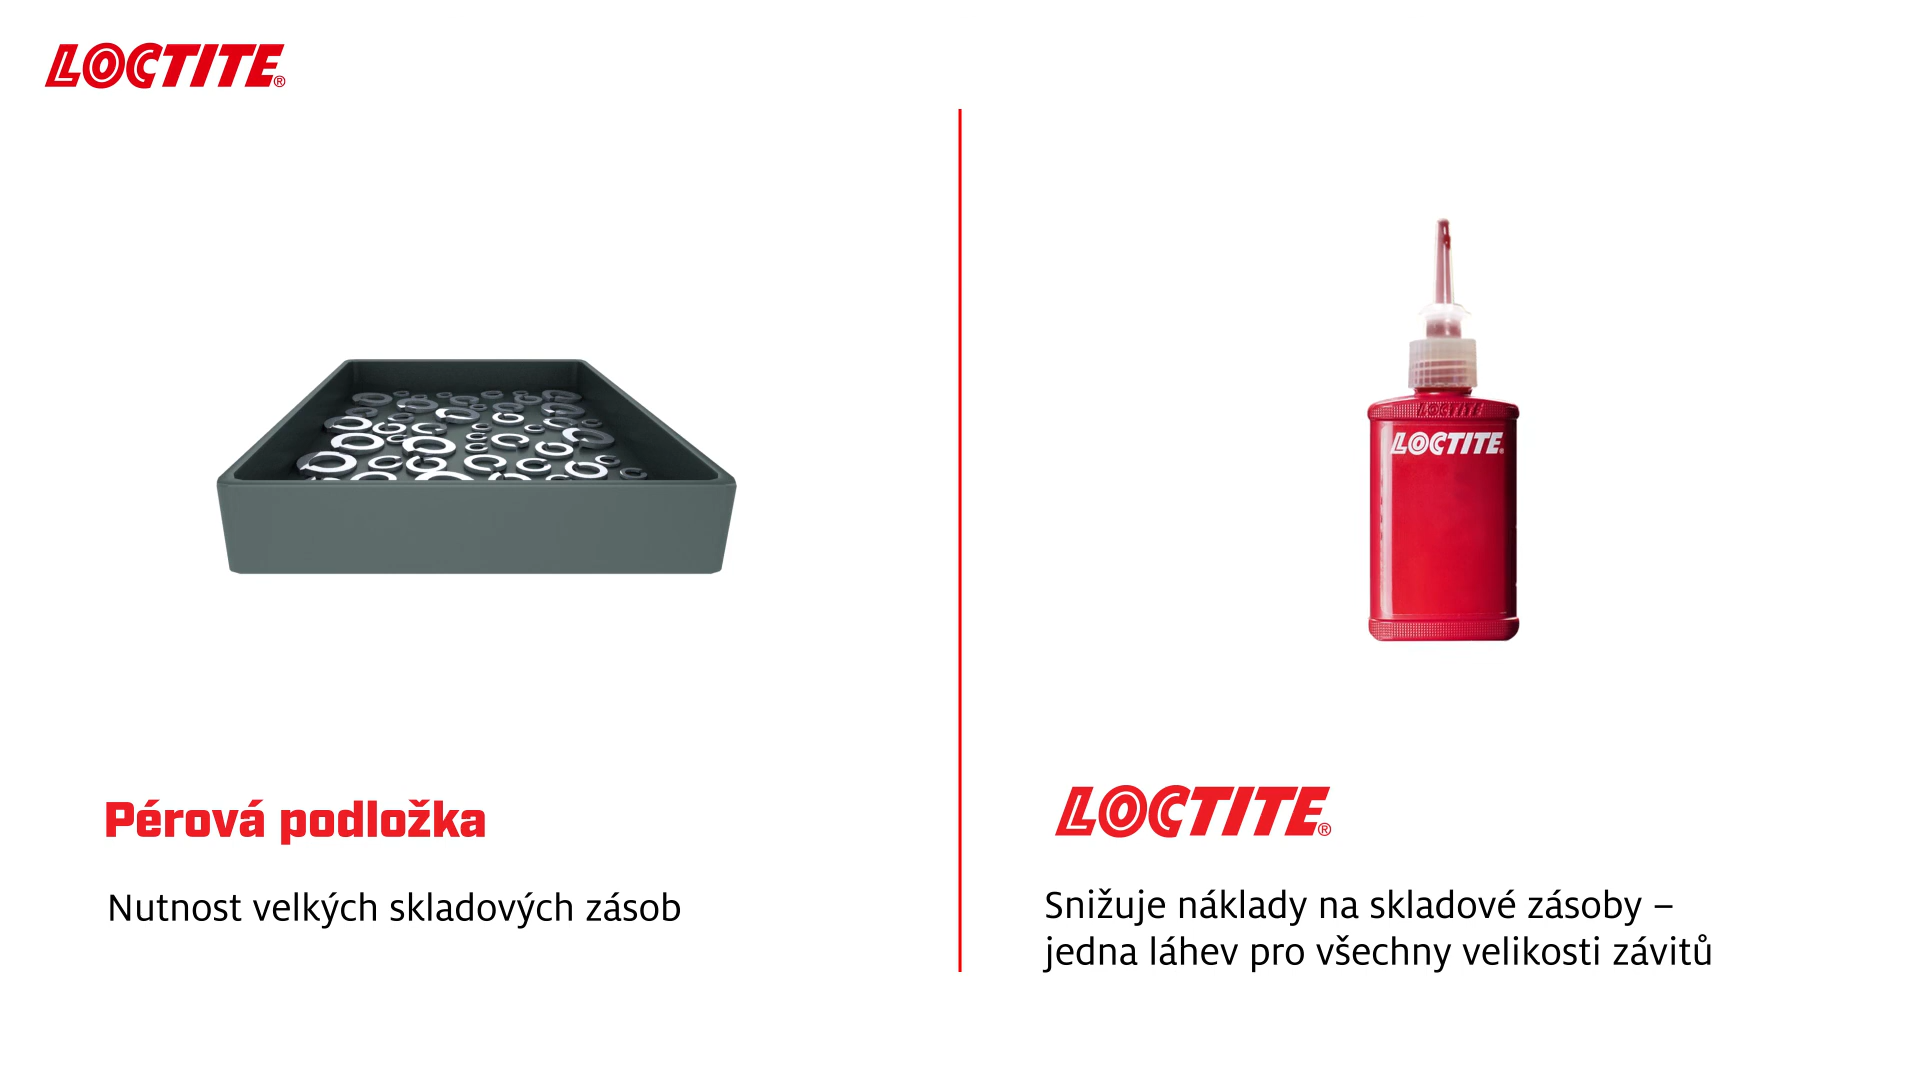 LOCTITE®
LOCTITE
LOCTITE®
Pérová podložka
Nutnost velkých skladových zásob
LOCTITE®
Snižuje náklady na skladové zásoby –
jedna láhev pro všechny velikosti závitů